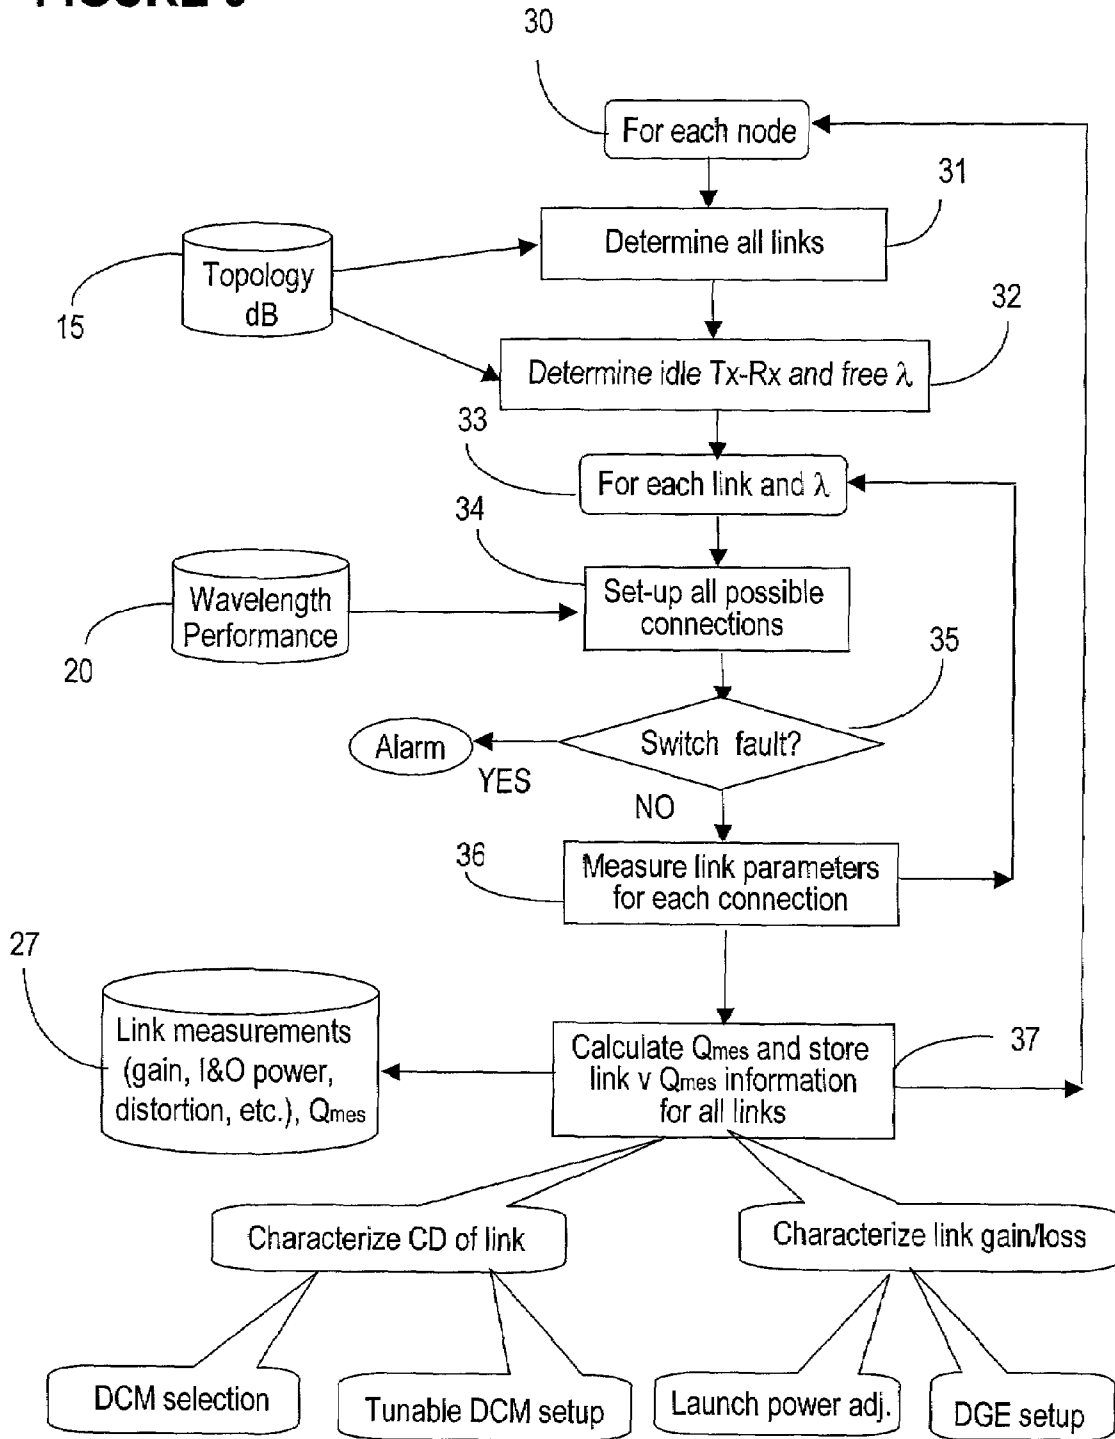 30
For each node
31
Determine all links
Topology
dB
15
32
Determine idle Tx-Rx and free λ
33
For each link and λ
34
Set-up all possible
connections
Wavelength
Performance
20
35
Switch fault?
Alarm
YES
NO
36
Measure link parameters
for each connection
27
Link measurements
(gain, I&O power,
distortion, etc.), Qmes
Calculate Qmes and store
link v Qmes information
for all links
37
Characterize CD of link
Characterize link gain/loss
DCM selection
Tunable DCM setup
Launch power adj.
DGE setup